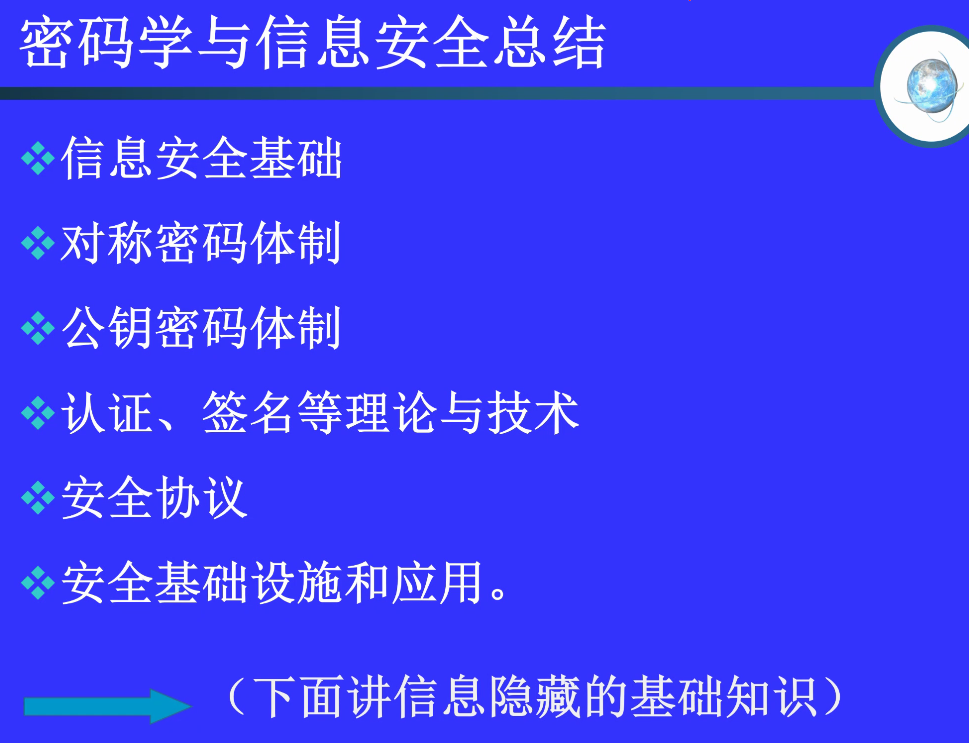 密码学与信息安全总结
信息安全基础
对称密码体制
公钥密码体制
认证、签名等理论与技术
安全协议
安全基础设施和应用。
（下面讲信息隐藏的基础知识）